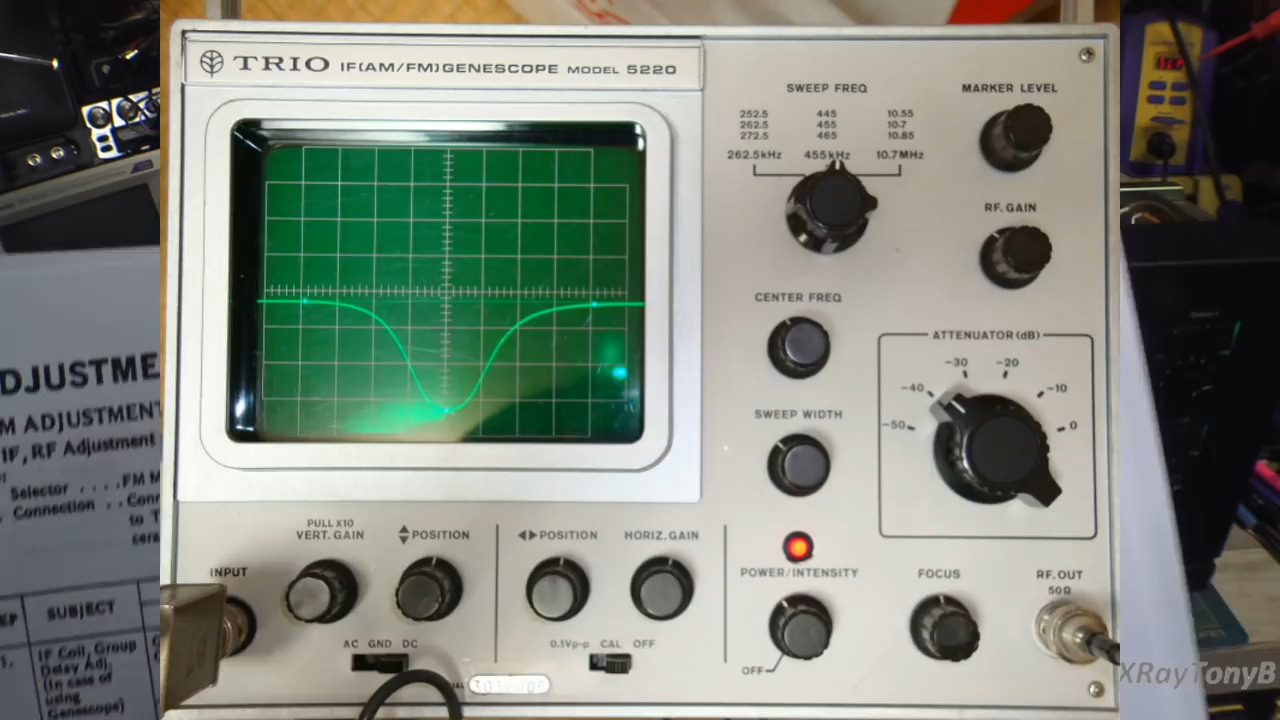 TRIO IF(AM/FM)GENESCOPE MODEL 5220
SWEEP FREQ
252.5 445 10.55
262.5 455 10.7
272.5 465 10.85
262.5kHz 455kHz 10.7MHz
MARKER LEVEL
RF. GAIN
CENTER FREQ
SWEEP WIDTH
ATTENUATOR (dB)
-50 -40 -30 -20 -10 0
PULL X10
VERT. GAIN
POSITION
POSITION
HORIZ. GAIN
INPUT
AC GND DC
0.1Vp-p CAL OFF
POWER/INTENSITY
OFF
FOCUS
RF. OUT
50Ω
DJUSTME
M ADJUSTMENT
IF, RF Adjustment
Selector .... FM M
Connection .. Conn
to T
SUBJECT
1. IF Coil, Group
Delay Adj.
(In case of
using
Genescope)
XRayTonyB